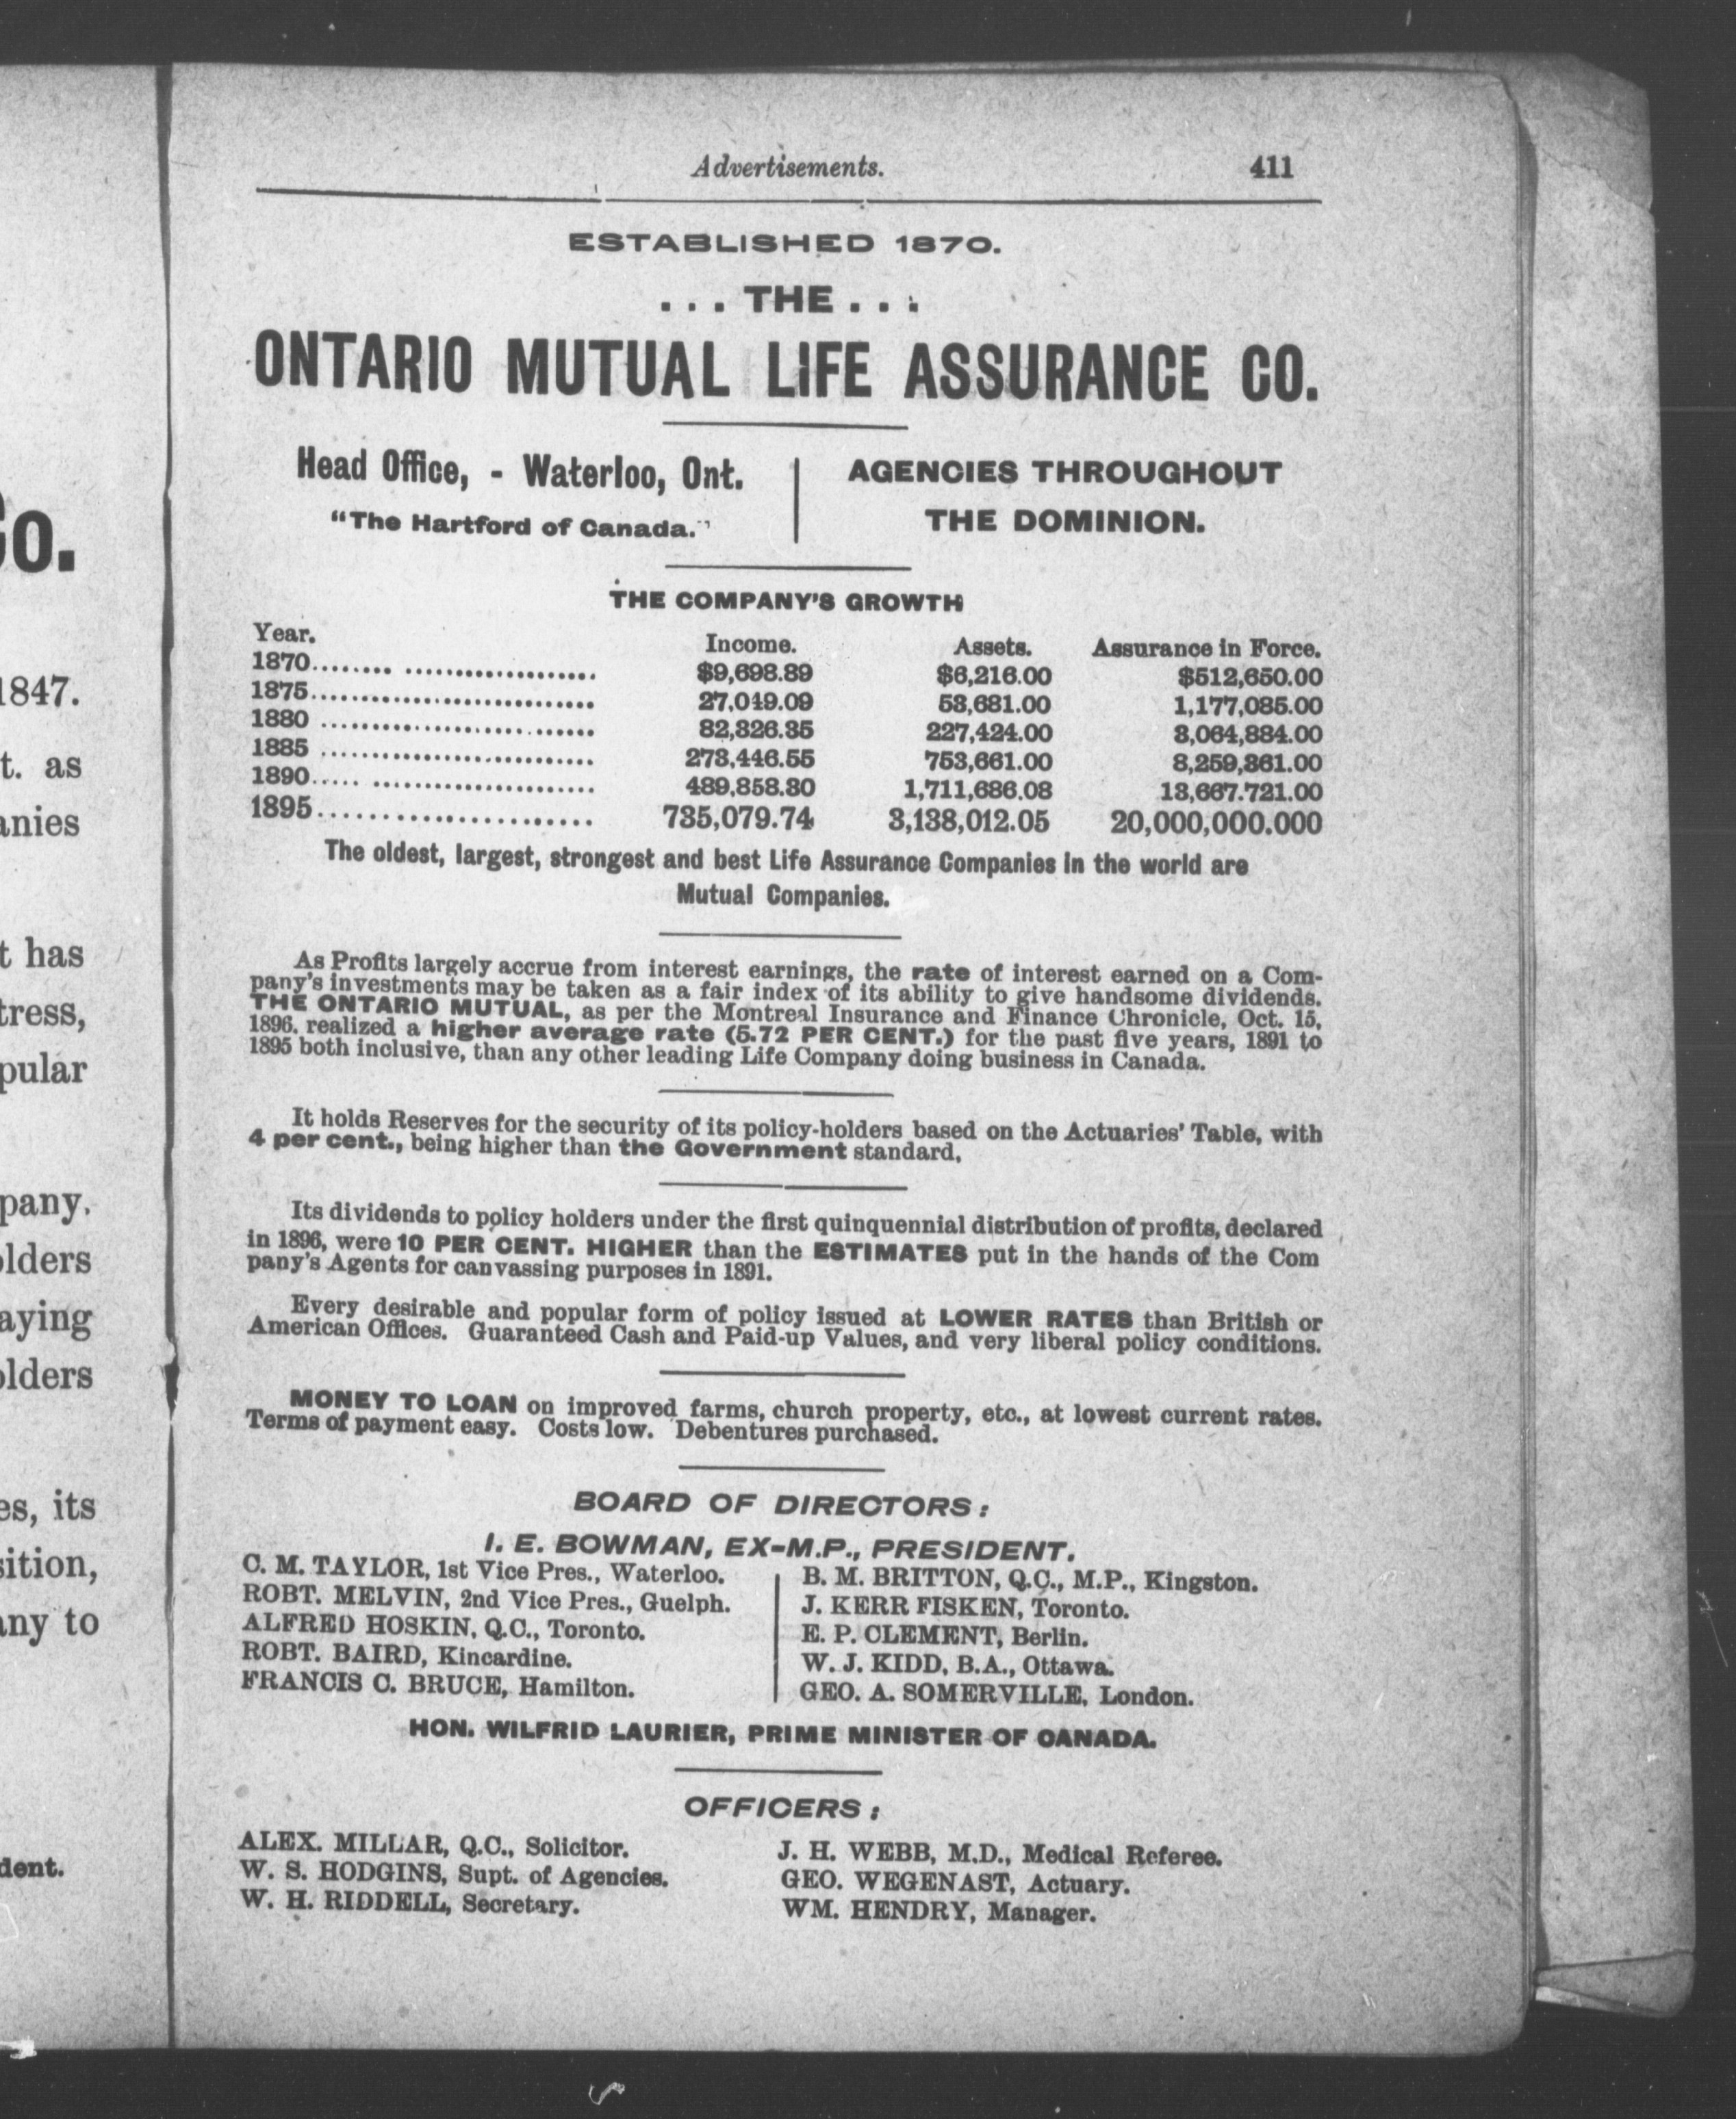 Co.
1847.
t. as
anies
t has
tress,
pular
pany.
olders
aying
olders
es, its
sition,
any to
dent.
Advertisements. 411
ESTABLISHED 1870.
... THE ...
ONTARIO MUTUAL LIFE ASSURANCE CO.
Head Office, - Waterloo, Ont.
"The Hartford of Canada."
AGENCIES THROUGHOUT
THE DOMINION.
THE COMPANY'S GROWTH
Year. Income. Assets. Assurance in Force.
1870........ ................... $9,698.89 $6,216.00 $512,650.00
1875............................. 27,049.09 53,681.00 1,177,085.00
1880 ............................ 82,326.35 227,424.00 3,064,884.00
1885 ............................ 273,446.55 753,661.00 8,259,361.00
1890..... ....................... 489,858.30 1,711,686.08 13,667.721.00
1895...................... 735,079.74 3,138,012.05 20,000,000.000
The oldest, largest, strongest and best Life Assurance Companies in the world are
Mutual Companies.
As Profits largely accrue from interest earnings, the rate of interest earned on a Com-
pany's investments may be taken as a fair index of its ability to give handsome dividends.
THE ONTARIO MUTUAL, as per the Montreal Insurance and Finance Chronicle, Oct. 15,
1896, realized a higher average rate (5.72 PER CENT.) for the past five years, 1891 to
1895 both inclusive, than any other leading Life Company doing business in Canada.
It holds Reserves for the security of its policy-holders based on the Actuaries' Table, with
4 per cent., being higher than the Government standard,
Its dividends to policy holders under the first quinquennial distribution of profits, declared
in 1896, were 10 PER CENT. HIGHER than the ESTIMATES put in the hands of the Com
pany's Agents for canvassing purposes in 1891.
Every desirable and popular form of policy issued at LOWER RATES than British or
American Offices. Guaranteed Cash and Paid-up Values, and very liberal policy conditions.
MONEY TO LOAN on improved farms, church property, etc., at lowest current rates.
Terms of payment easy. Costs low. Debentures purchased.
BOARD OF DIRECTORS:
I. E. BOWMAN, EX-M.P., PRESIDENT.
C. M. TAYLOR, 1st Vice Pres., Waterloo.
ROBT. MELVIN, 2nd Vice Pres., Guelph.
ALFRED HOSKIN, Q.C., Toronto.
ROBT. BAIRD, Kincardine.
FRANCIS C. BRUCE, Hamilton.
B. M. BRITTON, Q.C., M.P., Kingston.
J. KERR FISKEN, Toronto.
E. P. CLEMENT, Berlin.
W. J. KIDD, B.A., Ottawa.
GEO. A. SOMERVILLE, London.
HON. WILFRID LAURIER, PRIME MINISTER OF CANADA.
OFFICERS:
ALEX. MILLAR, Q.C., Solicitor.
W. S. HODGINS, Supt. of Agencies.
W. H. RIDDELL, Secretary.
J. H. WEBB, M.D., Medical Referee.
GEO. WEGENAST, Actuary.
WM. HENDRY, Manager.